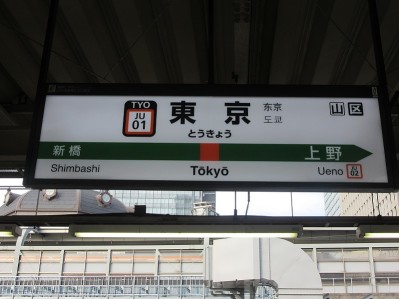 TYO
JU
01
東京
东京
도쿄
山区
とうきょう
新橋
上野
Shimbashi
Tōkyō
Ueno
JU
02